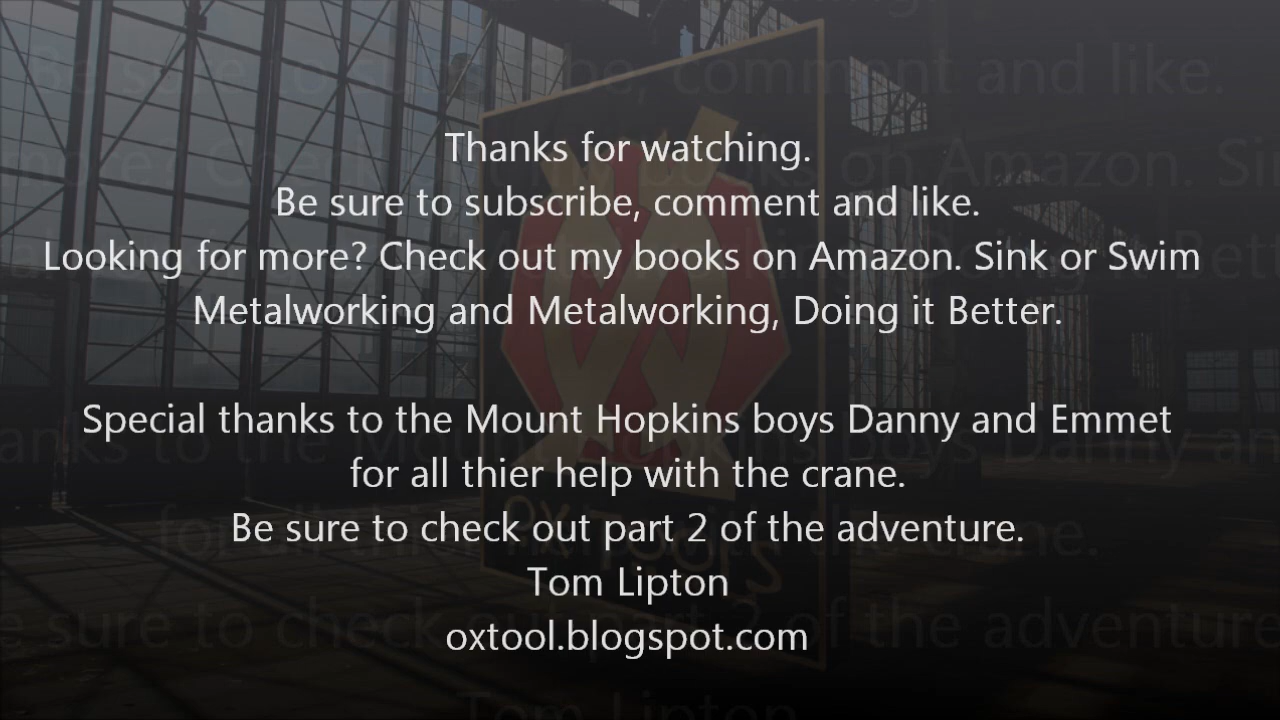 Thanks for watching.
Be sure to subscribe, comment and like.
Looking for more? Check out my books on Amazon. Sink or Swim
Metalworking and Metalworking, Doing it Better.
Special thanks to the Mount Hopkins boys Danny and Emmet
for all thier help with the crane.
Be sure to check out part 2 of the adventure.
Tom Lipton
oxtool.blogspot.com
ox Tools